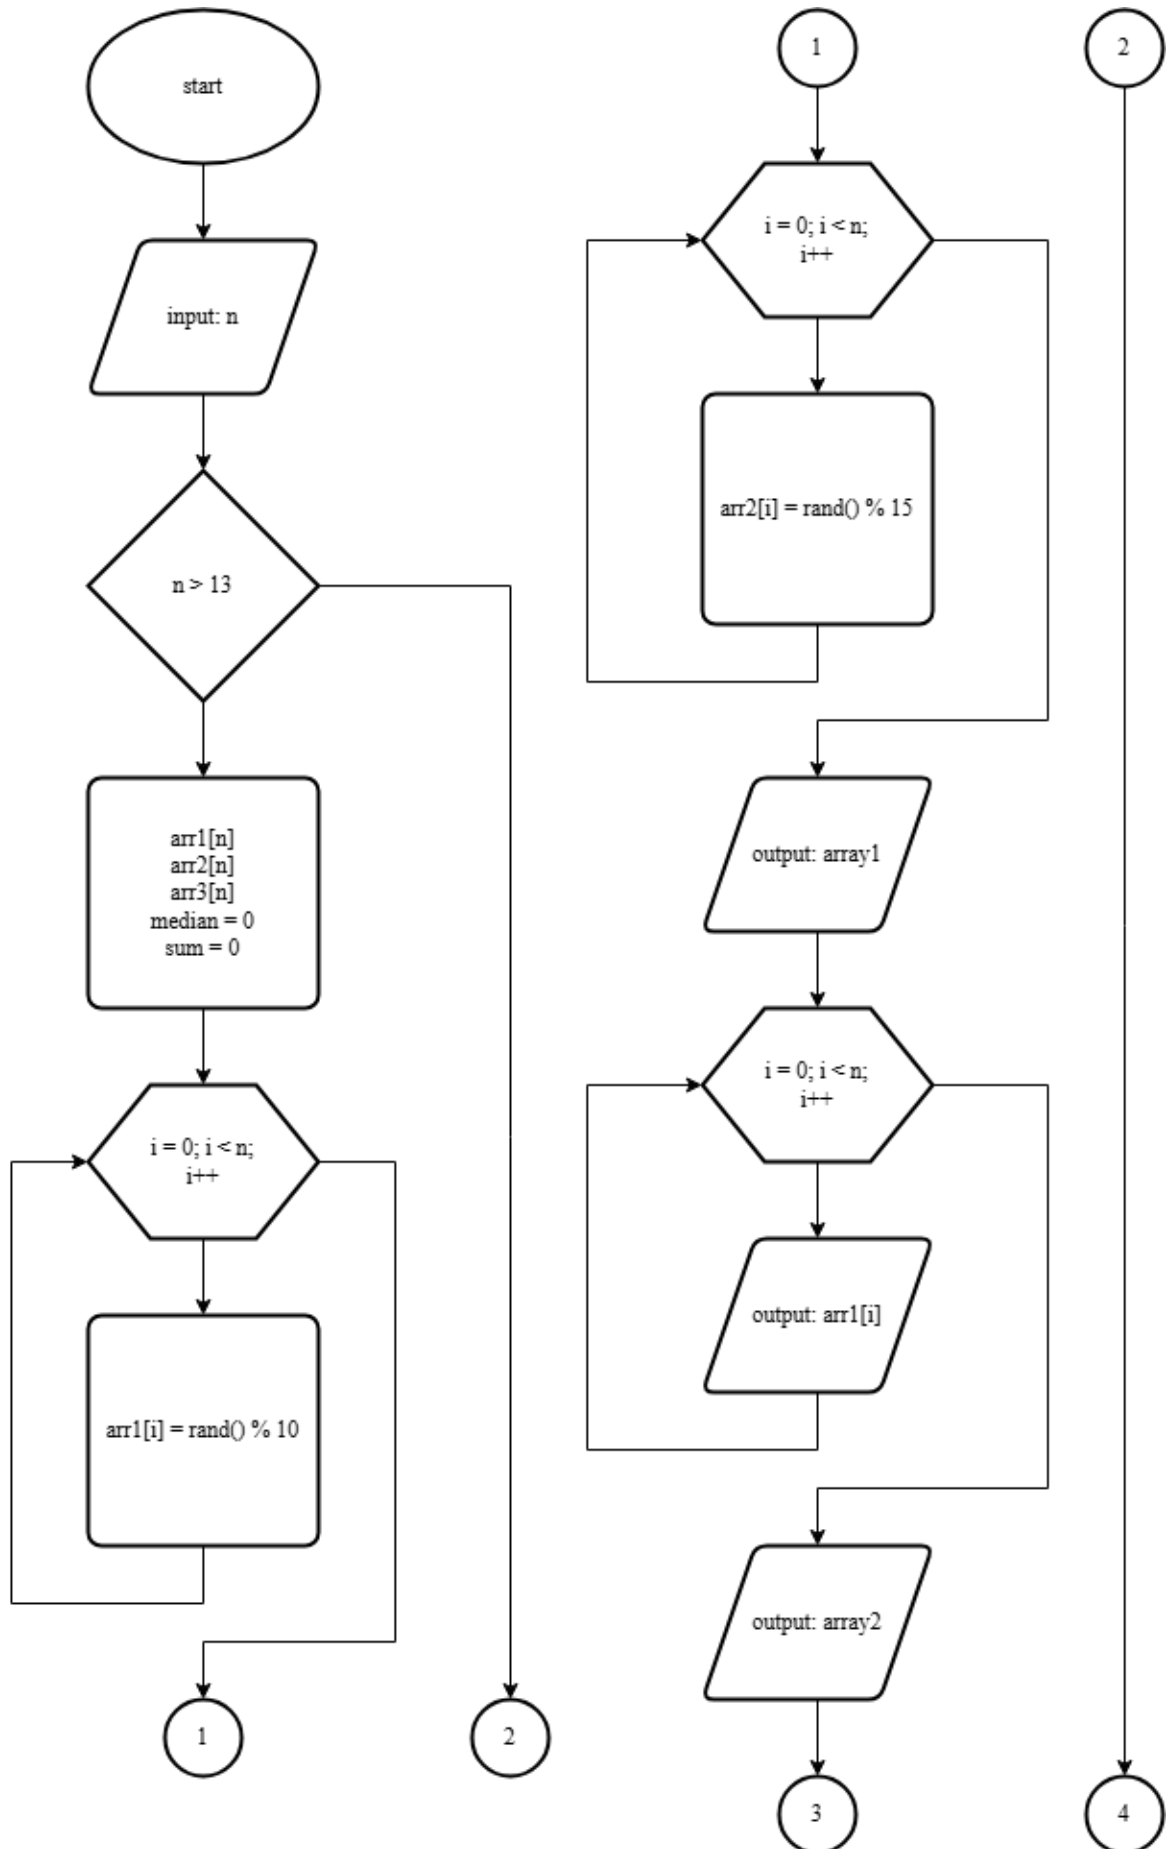 start
input: n
n > 13
arr1[n]
arr2[n]
arr3[n]
median = 0
sum = 0
i = 0; i < n;
i++
arr1[i] = rand() % 10
1
2
1
i = 0; i < n;
i++
arr2[i] = rand() % 15
output: array1
i = 0; i < n;
i++
output: arr1[i]
output: array2
3
2
4